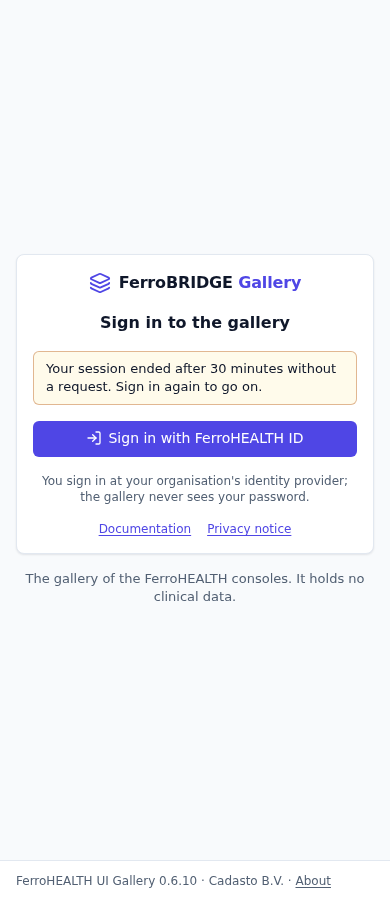 FerroBRIDGE Gallery
Sign in to the gallery
Your session ended after 30 minutes without
a request. Sign in again to go on.
Sign in with FerroHEALTH ID
You sign in at your organisation's identity provider;
the gallery never sees your password.
Documentation Privacy notice
The gallery of the FerroHEALTH consoles. It holds no
clinical data.
FerroHEALTH UI Gallery 0.6.10 · Cadasto B.V. · About